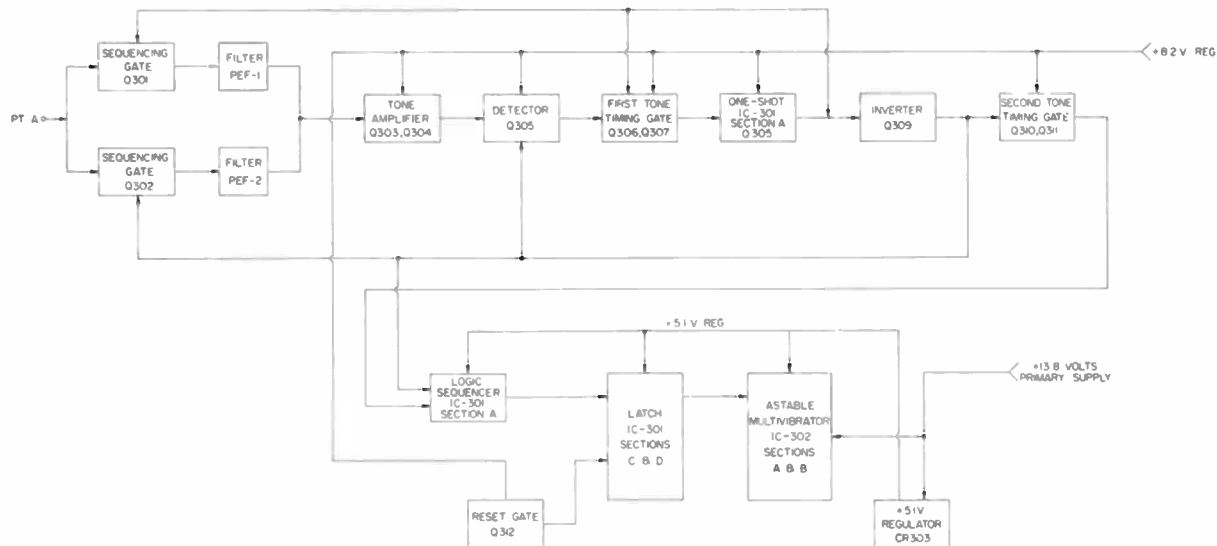 SEQUENCING
GATE
Q301
FILTER
PEF-1
+8.2 V REG
PT A
TONE
AMPLIFIER
Q303,Q304
DETECTOR
Q305
FIRST TONE
TIMING GATE
Q306,Q307
ONE-SHOT
IC-301
SECTION A
Q305
INVERTER
Q309
SECOND TONE
TIMING GATE
Q310,Q311
SEQUENCING
GATE
Q302
FILTER
PEF-2
+5.1 V REG
+13.8 VOLTS
PRIMARY SUPPLY
LOGIC
SEQUENCER
IC-301
SECTION A
LATCH
IC-301
SECTIONS
C & D
ASTABLE
MULTIVIBRATOR
IC-302
SECTIONS
A & B
RESET GATE
Q312
+5.1V
REGULATOR
CR303